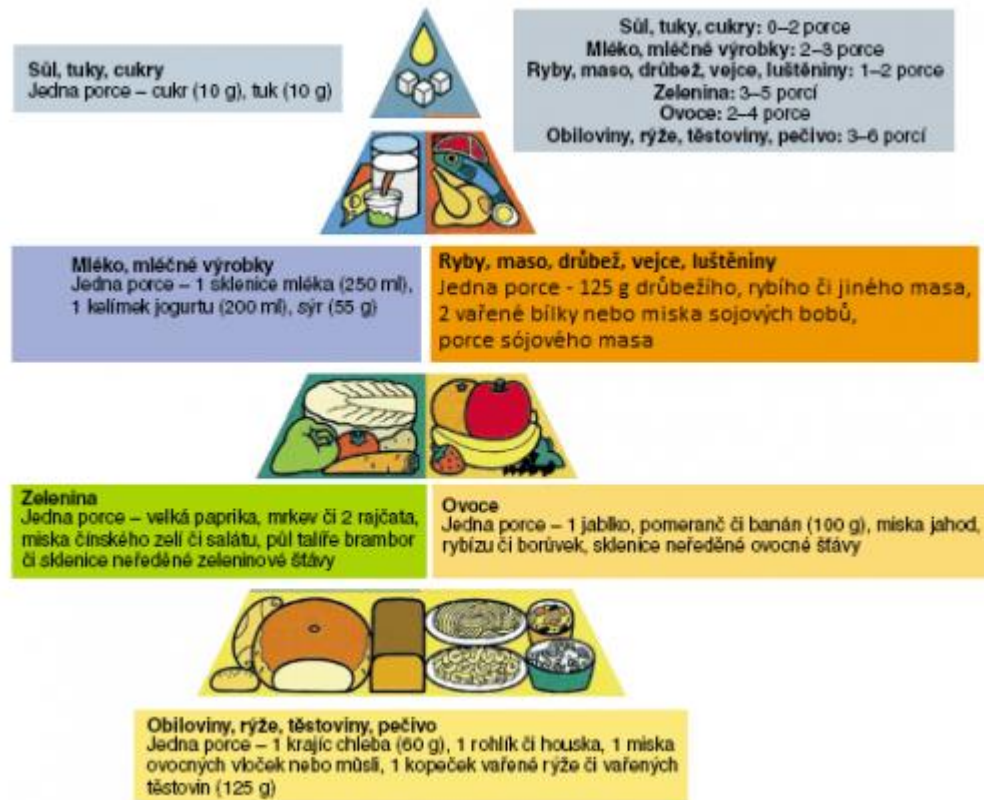 Sůl, tuky, cukry
Jedna porce – cukr (10 g), tuk (10 g)
Sůl, tuky, cukry: 0–2 porce
Mléko, mléčné výrobky: 2–3 porce
Ryby, maso, drůbež, vejce, luštěniny: 1–2 porce
Zelenina: 3–5 porcí
Ovoce: 2–4 porce
Obiloviny, rýže, těstoviny, pečivo: 3–6 porcí
Mléko, mléčné výrobky
Jedna porce – 1 sklenice mléka (250 ml),
1 kelímek jogurtu (200 ml), sýr (55 g)
Ryby, maso, drůbež, vejce, luštěniny
Jedna porce - 125 g drůbežího, rybího či jiného masa,
2 vařené bílky nebo miska sojových bobů,
porce sójového masa
Zelenina
Jedna porce – velká paprika, mrkev či 2 rajčata,
miska čínského zelí či salátu, půl talíře brambor
či sklenice neředěné zeleninové šťávy
Ovoce
Jedna porce – 1 jablko, pomeranč či banán (100 g), miska jahod,
rybízu či borůvek, sklenice neředěné ovocné šťávy
Obiloviny, rýže, těstoviny, pečivo
Jedna porce – 1 krajíc chleba (60 g), 1 rohlík či houska, 1 miska
ovocných vloček nebo müsli, 1 kopeček vařené rýže či vařených
těstovin (125 g)